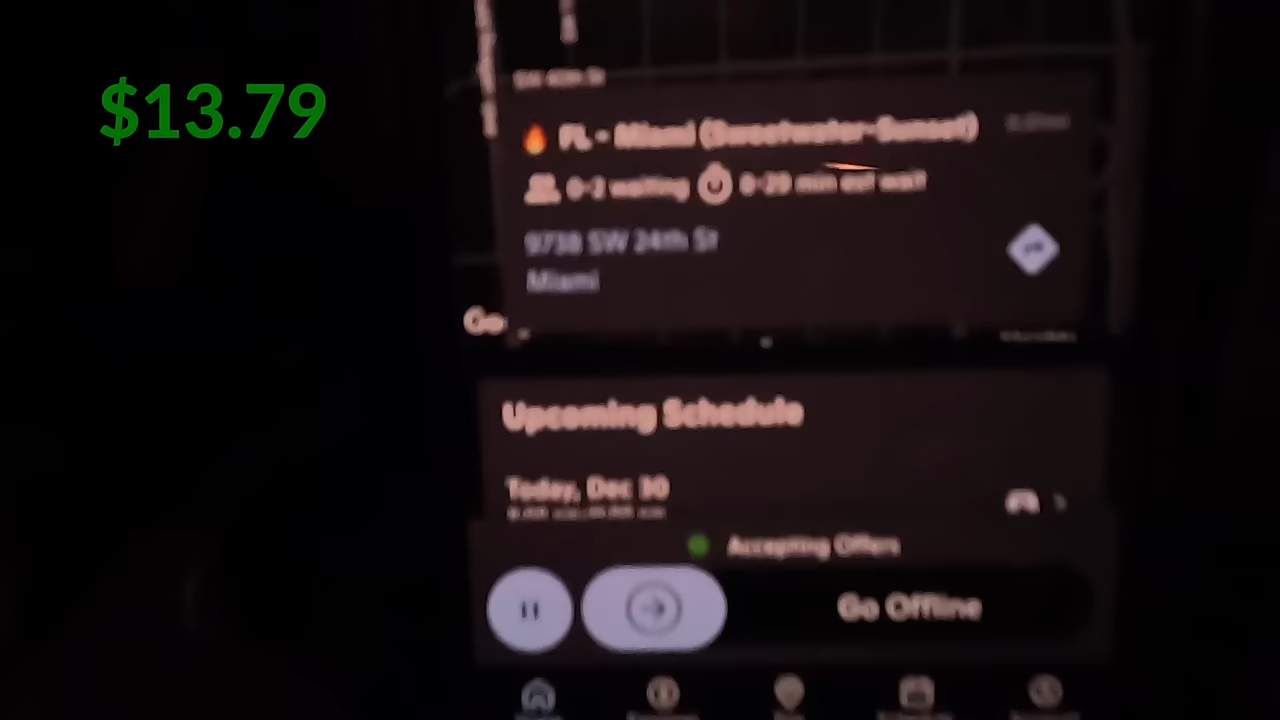 $13.79
FL - Miami (Sweetwater-Sunset)
0-2 waiting 0-29 min est wait
9738 SW 24th St
Miami
Go
Upcoming Schedule
Today, Dec 30
Accepting Offers
Go Offline